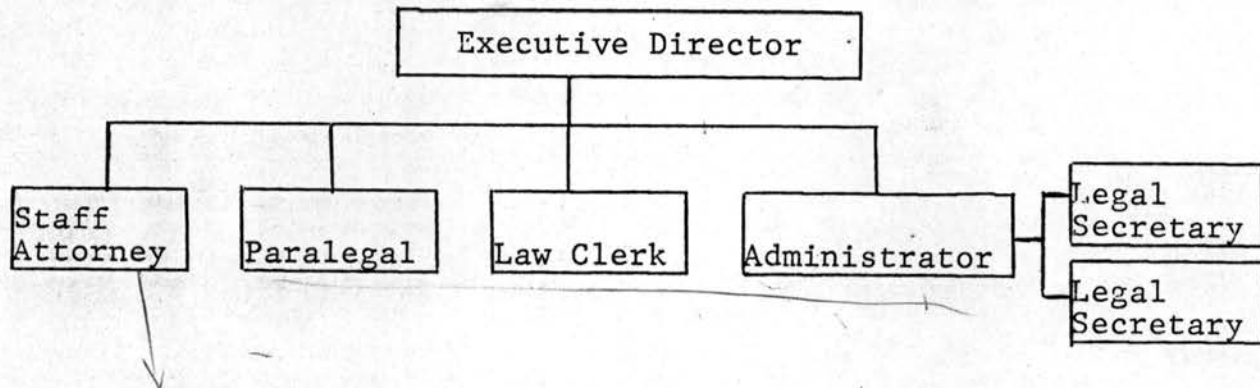 Executive Director
Staff
Attorney
Paralegal
Law Clerk
Administrator
Legal
Secretary
Legal
Secretary